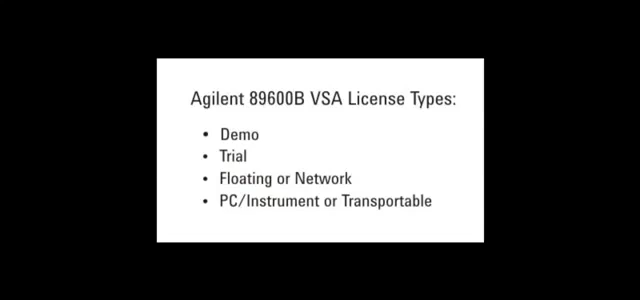 Agilent 89600B VSA License Types:
• Demo
• Trial
• Floating or Network
• PC/Instrument or Transportable